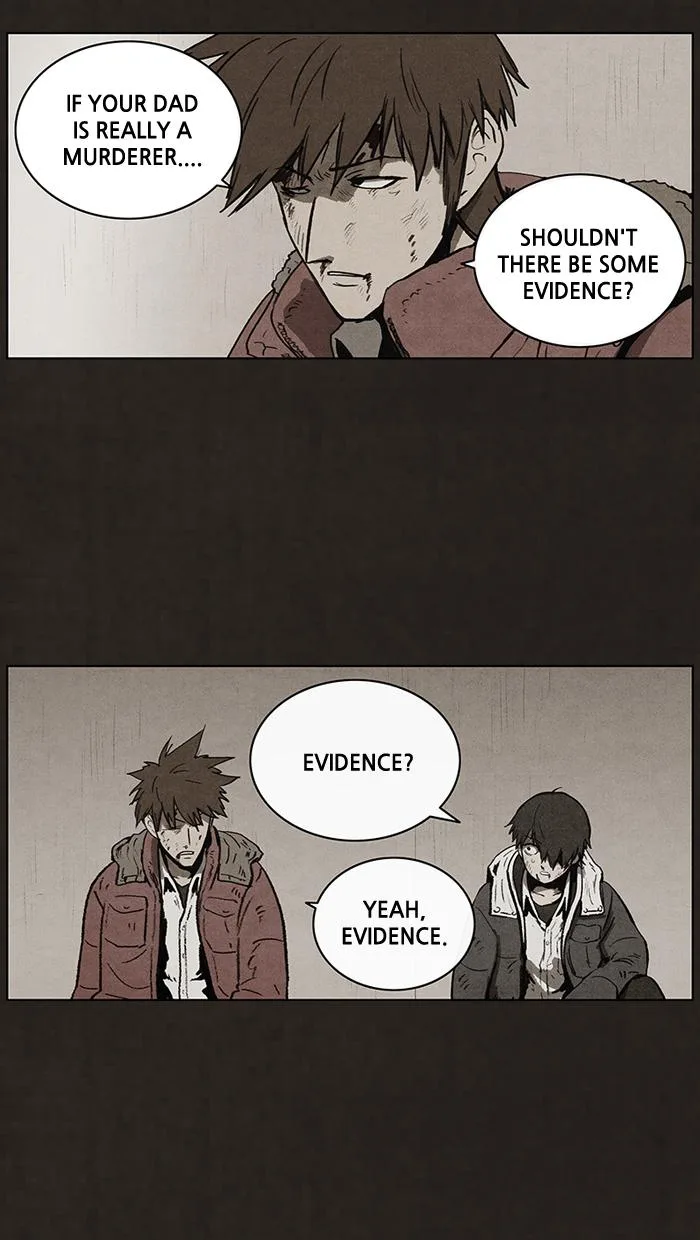 IF YOUR DAD
IS REALLY A
MURDERER....
SHOULDN'T
THERE BE SOME
EVIDENCE?
EVIDENCE?
YEAH,
EVIDENCE.